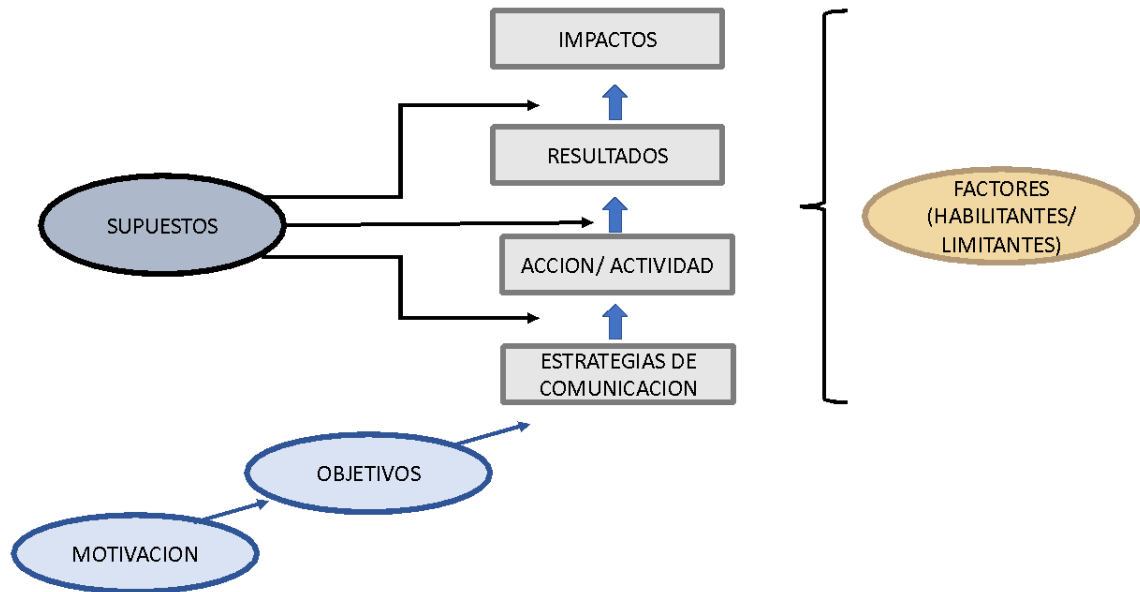 IMPACTOS
RESULTADOS
SUPUESTOS
FACTORES
(HABILITANTES/
LIMITANTES)
ACCION/ ACTIVIDAD
ESTRATEGIAS DE
COMUNICACION
OBJETIVOS
MOTIVACION